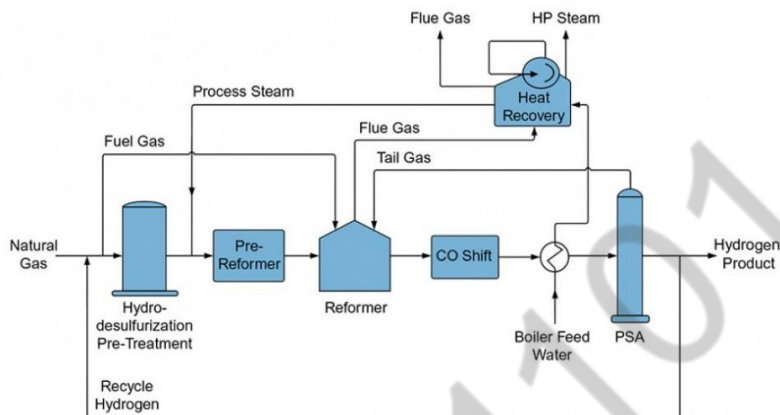 Flue Gas
HP Steam
Process Steam
Heat
Recovery
Fuel Gas
Flue Gas
Tail Gas
Natural
Gas
Pre-
Reformer
CO Shift
Hydrogen
Product
Hydro-
desulfurization
Pre-Treatment
Reformer
Boiler Feed
Water
PSA
Recycle
Hydrogen